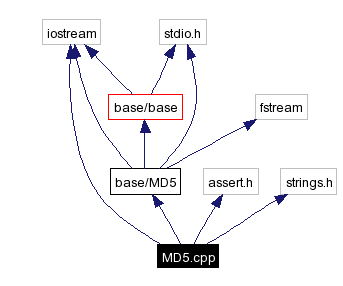 iostream
stdio.h
base/base
fstream
base/MD5
assert.h
strings.h
MD5.cpp